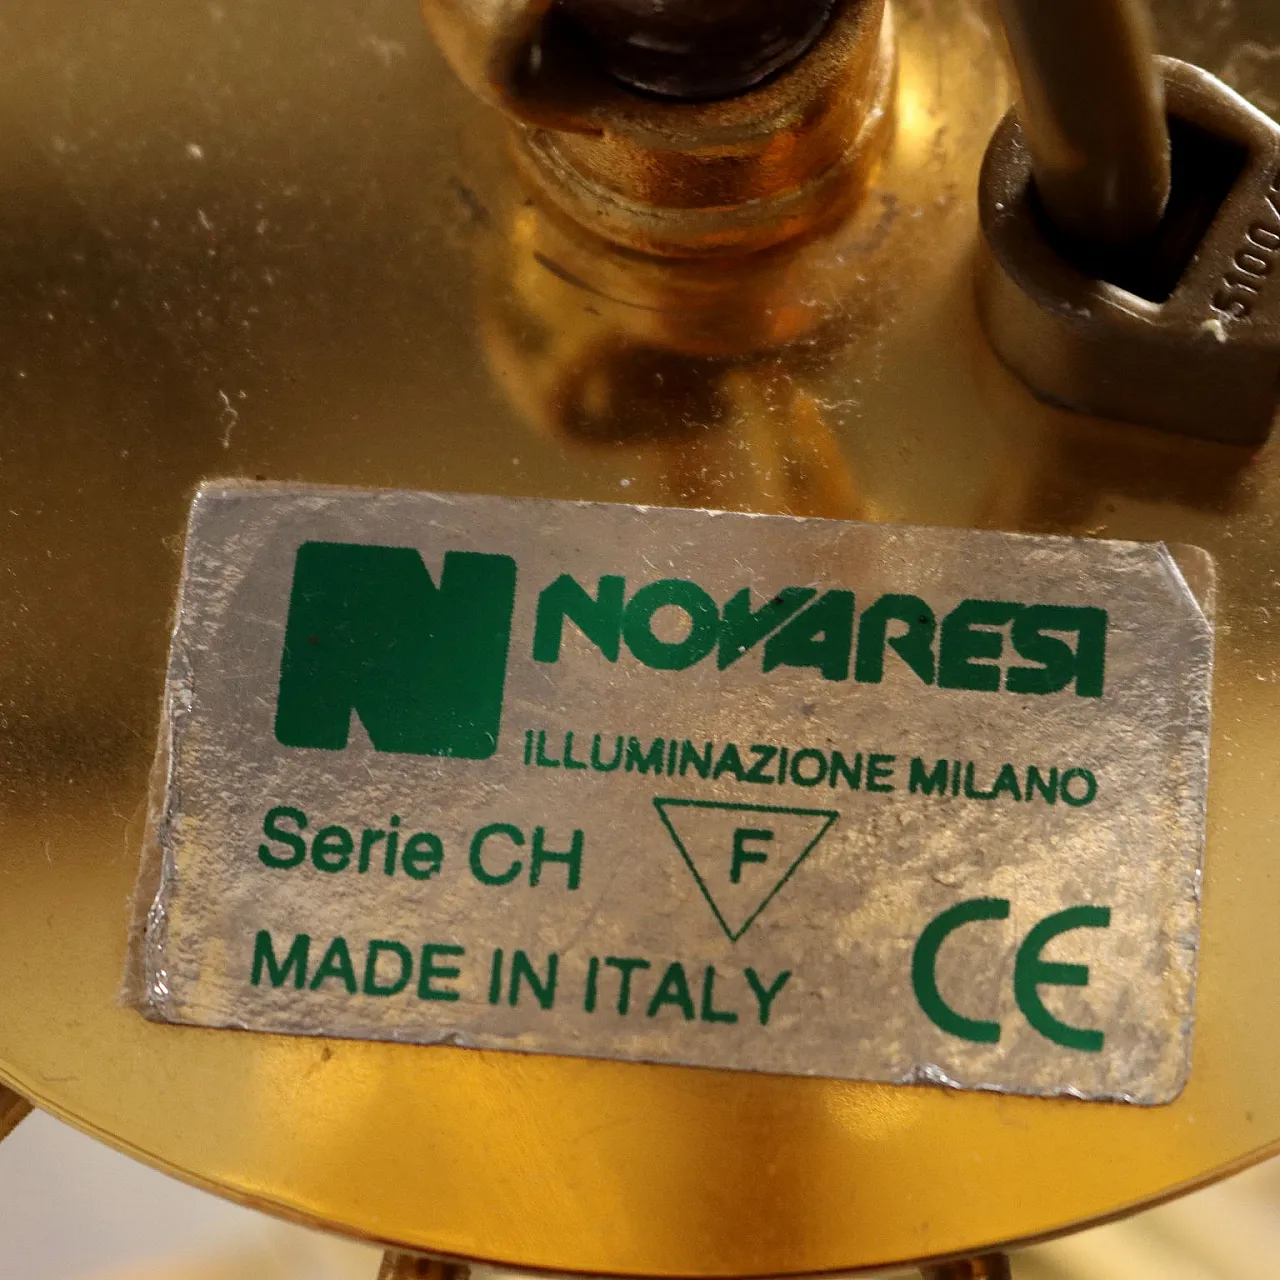 N NOVARESI
ILLUMINAZIONE MILANO
Serie CH F
MADE IN ITALY CE